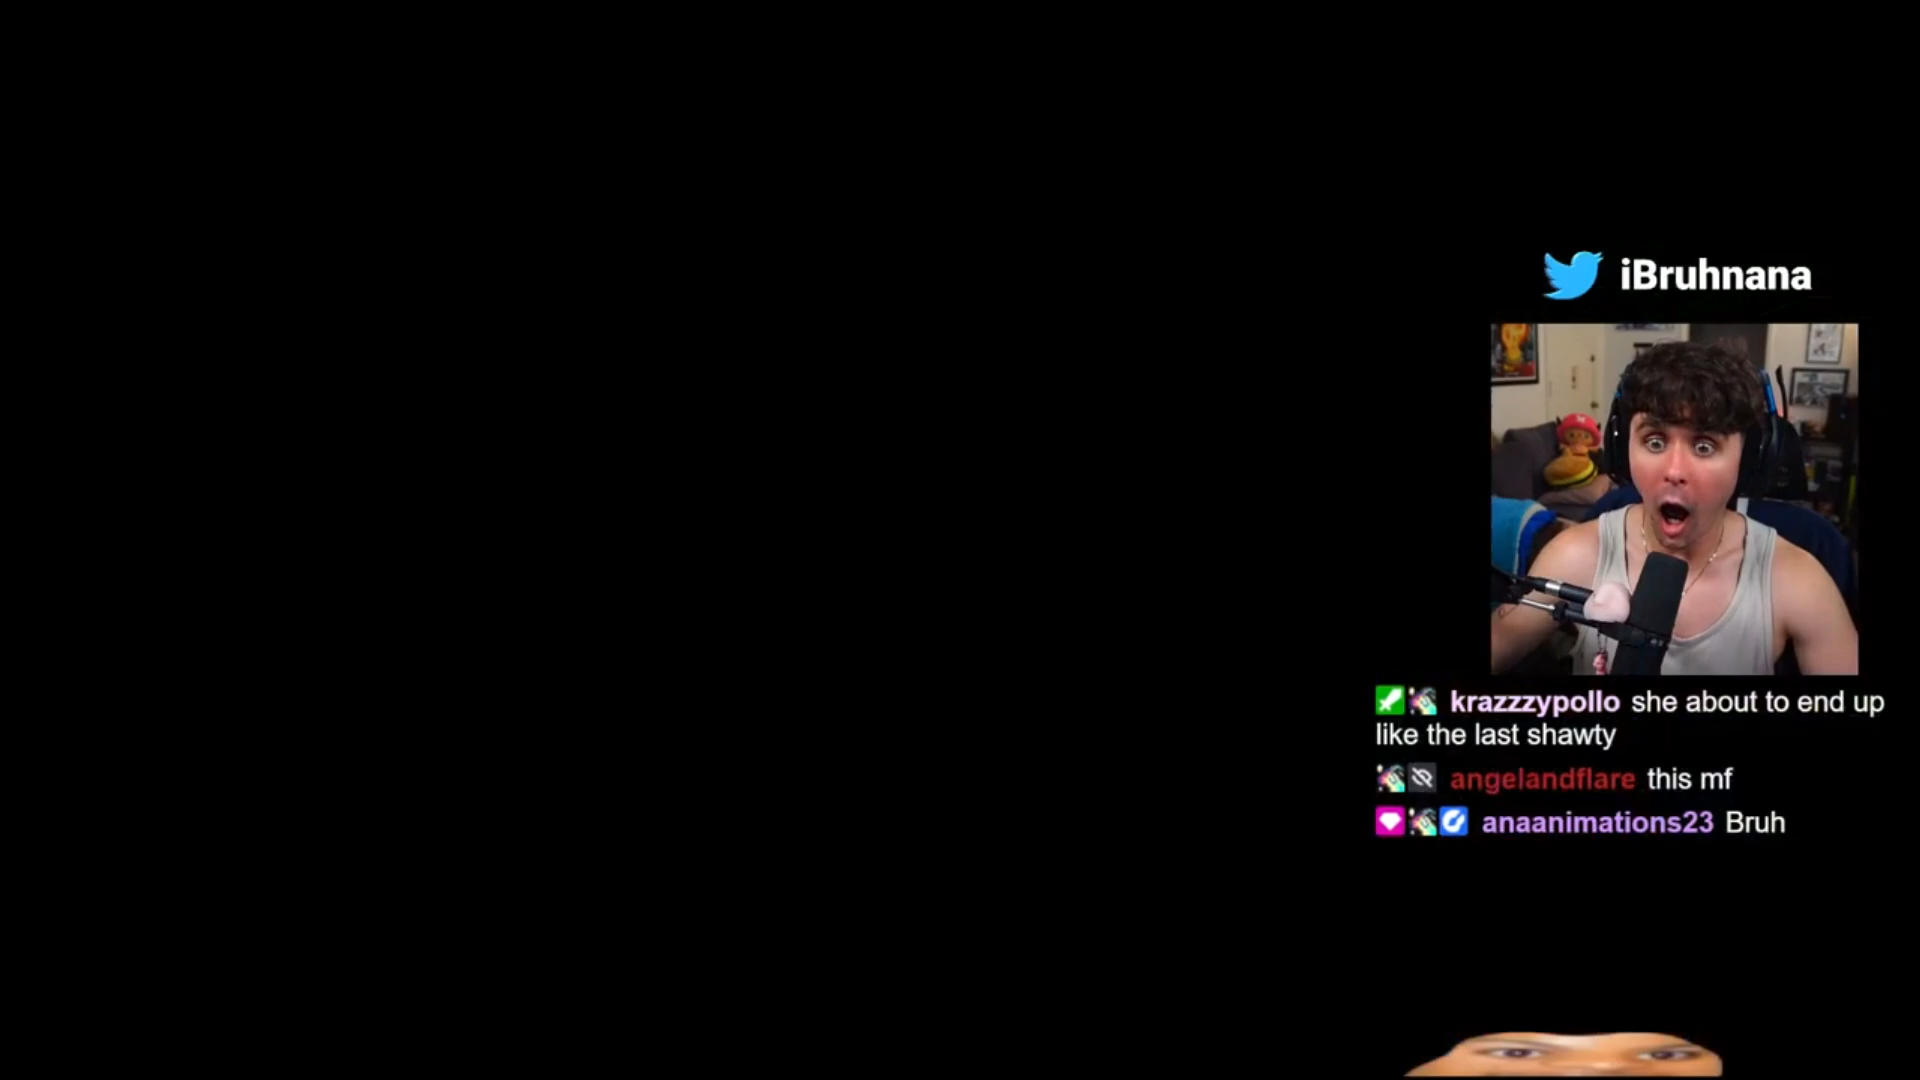 iBruhnana
krazzzypollo she about to end up
like the last shawty
angelandflare this mf
anaanimations23 Bruh